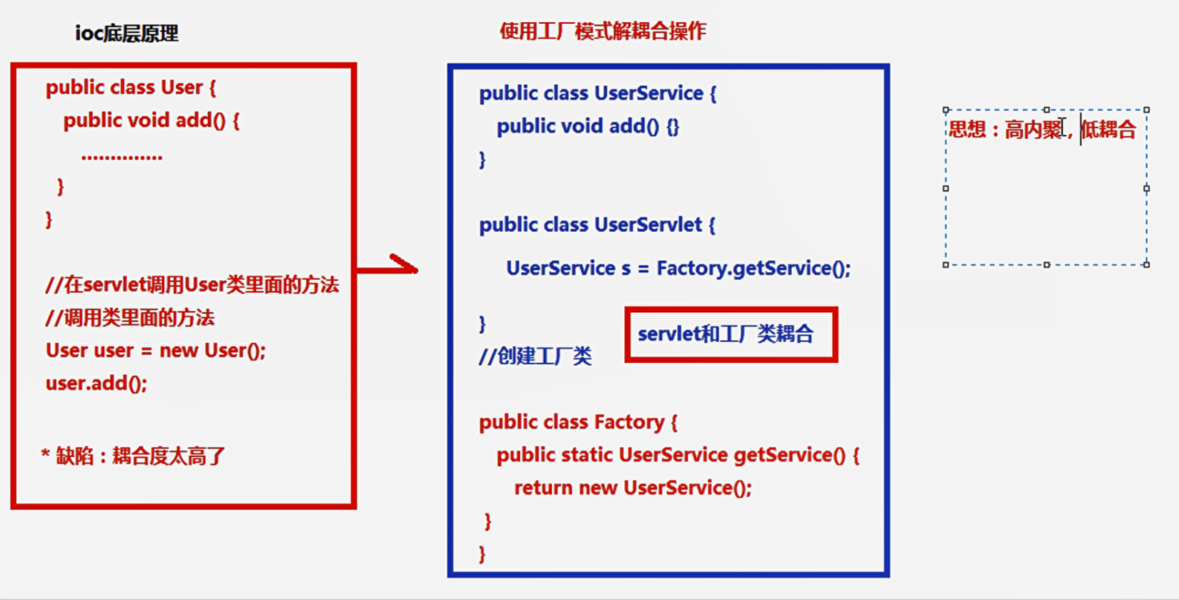 ioc底层原理
public class User {
public void add() {
..............
}
}
//在servlet调用User类里面的方法
//调用类里面的方法
User user = new User();
user.add();
* 缺陷：耦合度太高了
使用工厂模式解耦合操作
public class UserService {
public void add() {}
}
public class UserServlet {
UserService s = Factory.getService();
}
servlet和工厂类耦合
//创建工厂类
public class Factory {
public static UserService getService() {
return new UserService();
}
}
思想：高内聚，低耦合